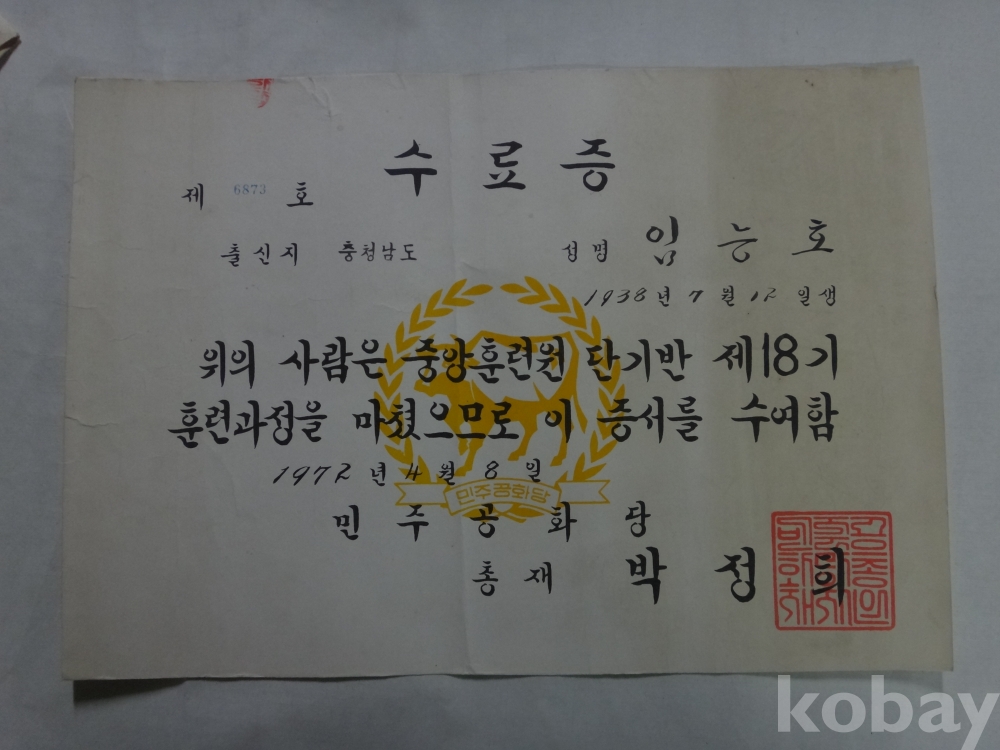 수료증
제 6873 호
출신지 충청남도 성명 임능호
1938년 7월 12일생
위의 사람은 중앙훈련원 단기반 제18기
훈련과정을 마쳤으므로 이 증서를 수여함
1972년 4월 8일
민주공화당
민주공화당
총재 박정희
kobay